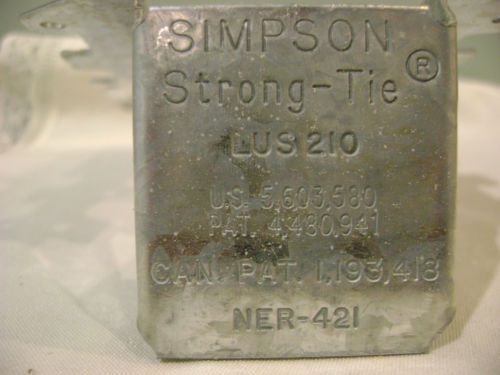 SIMPSON
Strong-Tie®
LUS210
U.S. 5,603,580
PAT. 4,480,941
CAN. PAT. 1,193,418
NER-421